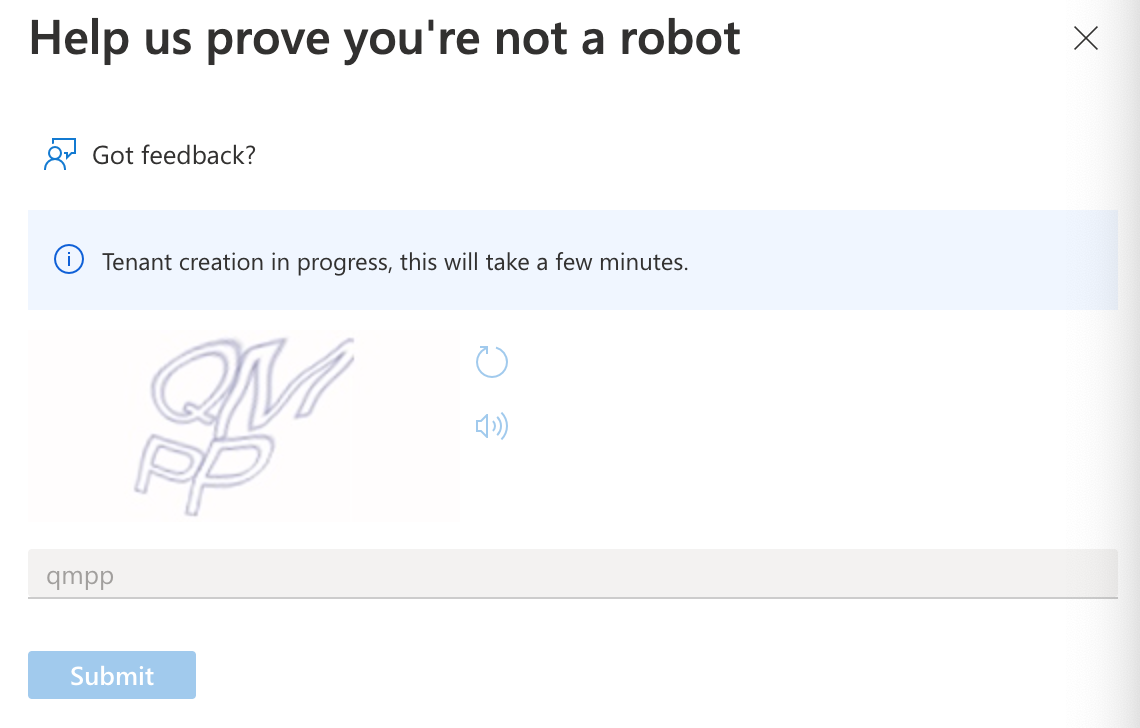 Help us prove you're not a robot
Got feedback?
Tenant creation in progress, this will take a few minutes.
QM
PP
qmpp
Submit